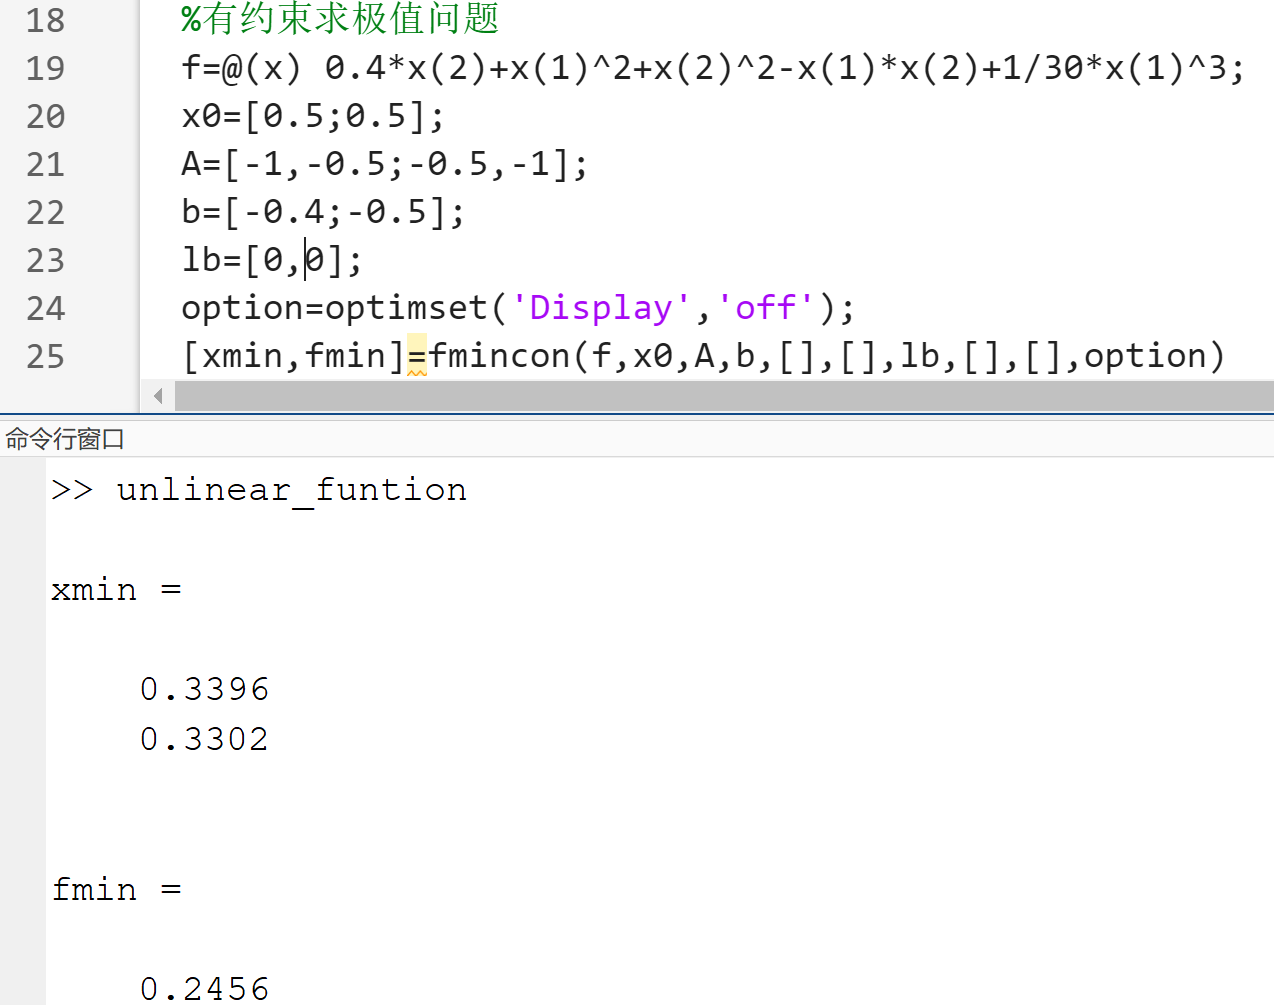 18 %有约束求极值问题
19 f=@(x) 0.4*x(2)+x(1)^2+x(2)^2-x(1)*x(2)+1/30*x(1)^3;
20 x0=[0.5;0.5];
21 A=[-1,-0.5;-0.5,-1];
22 b=[-0.4;-0.5];
23 lb=[0,0];
24 option=optimset('Display','off');
25 [xmin,fmin]=fmincon(f,x0,A,b,[],[],lb,[],[],option)
命令行窗口
>> unlinear_funtion
xmin =
0.3396
0.3302
fmin =
0.2456